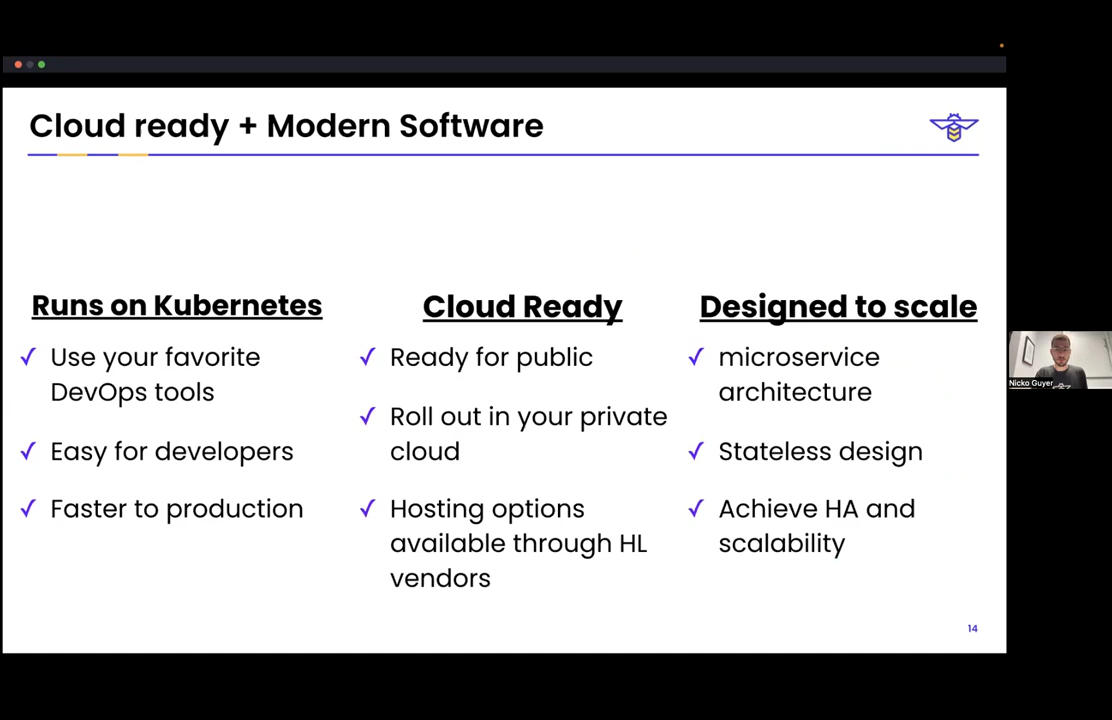 Cloud ready + Modern Software
Runs on Kubernetes
✓ Use your favorite
DevOps tools
✓ Easy for developers
✓ Faster to production
Cloud Ready
✓ Ready for public
✓ Roll out in your private
cloud
✓ Hosting options
available through HL
vendors
Designed to scale
✓ microservice
architecture
✓ Stateless design
✓ Achieve HA and
scalability
14
Nicko Guyer